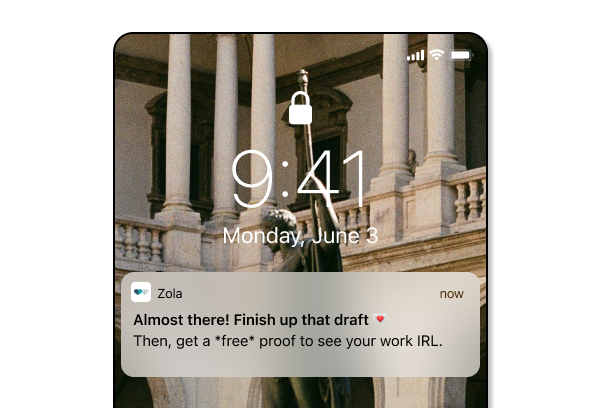 9:41
Monday, June 3
Zola
now
Almost there! Finish up that draft 💌
Then, get a *free* proof to see your work IRL.